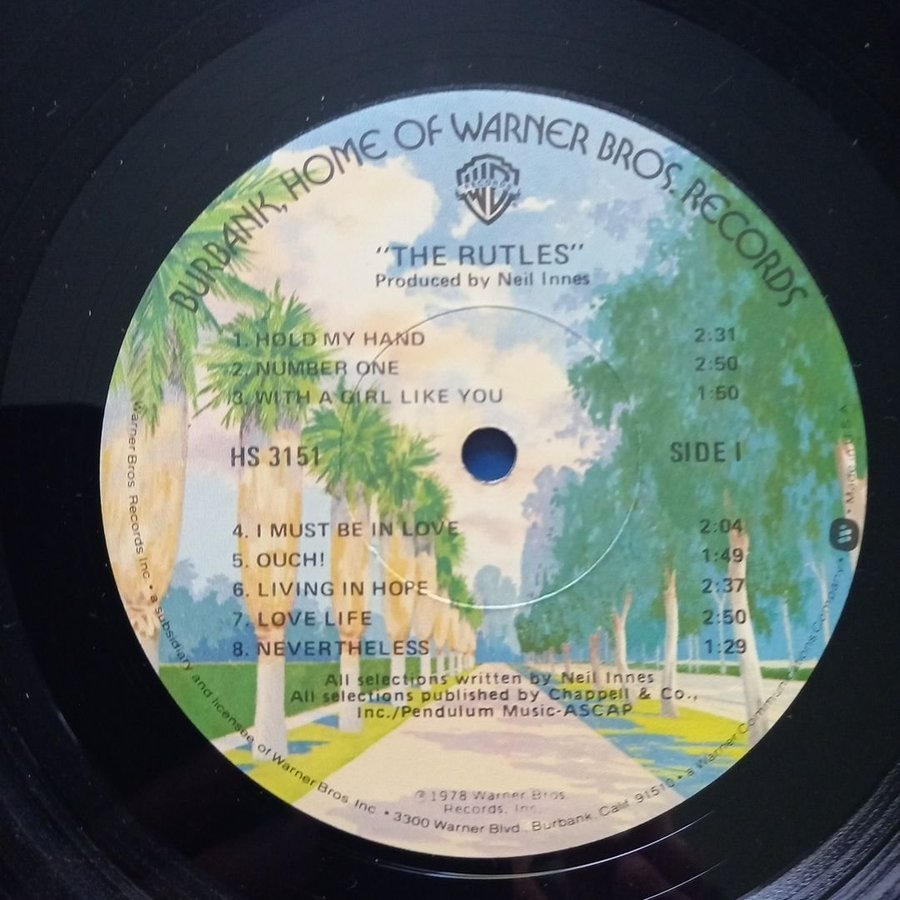 BURBANK, HOME OF WARNER BROS. RECORDS
WB
RECORDS
"THE RUTLES"
Produced by Neil Innes
1. HOLD MY HAND 2:31
2. NUMBER ONE 2:50
3. WITH A GIRL LIKE YOU 1:50
HS 3151 SIDE 1
4. I MUST BE IN LOVE 2:04
5. OUCH! 1:49
6. LIVING IN HOPE 2:37
7. LOVE LIFE 2:50
8. NEVERTHELESS 1:29
All selections written by Neil Innes
All selections published by Chappell & Co.,
Inc./Pendulum Music-ASCAP
℗ 1978 Warner Bros.
Records, Inc.
Warner Bros. Records Inc. • a subsidiary and licensee of Warner Bros. Inc. • 3300 Warner Blvd., Burbank, Calif. 91510 • a Warner Communications Company • Made in U.S.A.